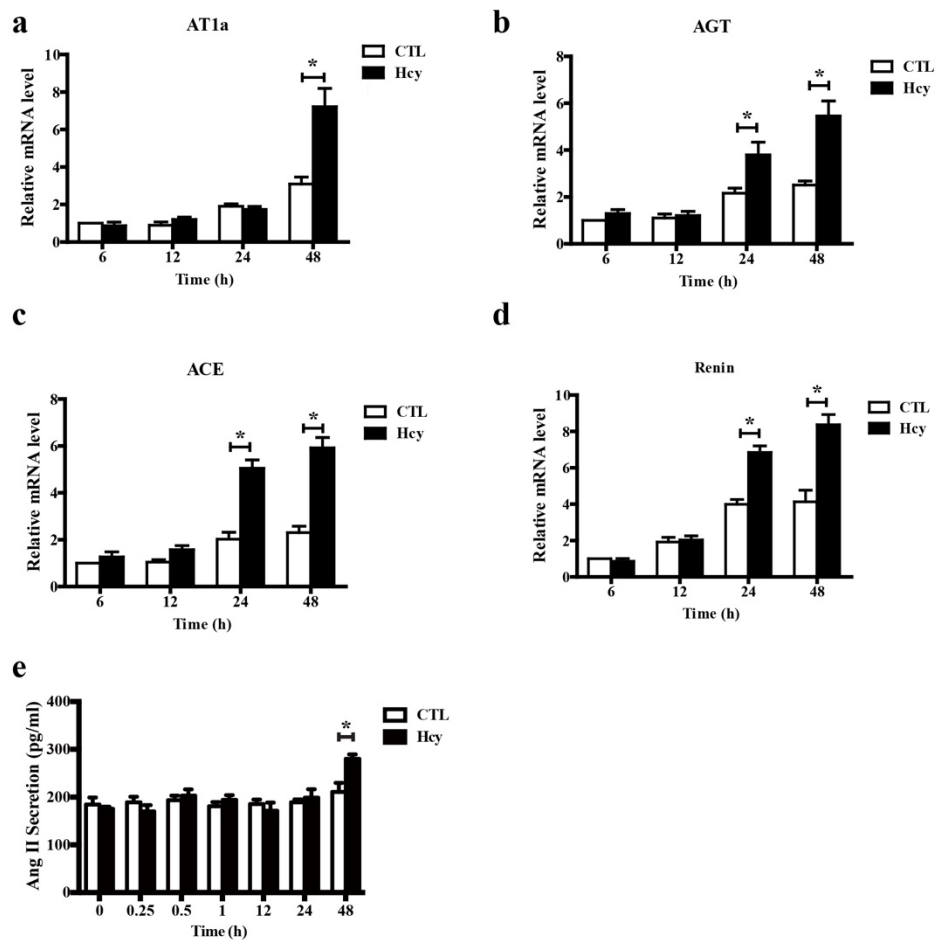 a
AT1a
Relative mRNA level
10
8
6
4
2
0
*
6 12 24 48
Time (h)
CTL
Hcy
b
AGT
Relative mRNA level
8
6
4
2
0
* *
6 12 24 48
Time (h)
CTL
Hcy
c
ACE
Relative mRNA level
8
6
4
2
0
* *
6 12 24 48
Time (h)
CTL
Hcy
d
Renin
Relative mRNA level
10
8
6
4
2
0
* *
6 12 24 48
Time (h)
CTL
Hcy
e
Ang II Secretion (pg/ml)
400
300
200
100
0
*
0 0.25 0.5 1 12 24 48
Time (h)
CTL
Hcy